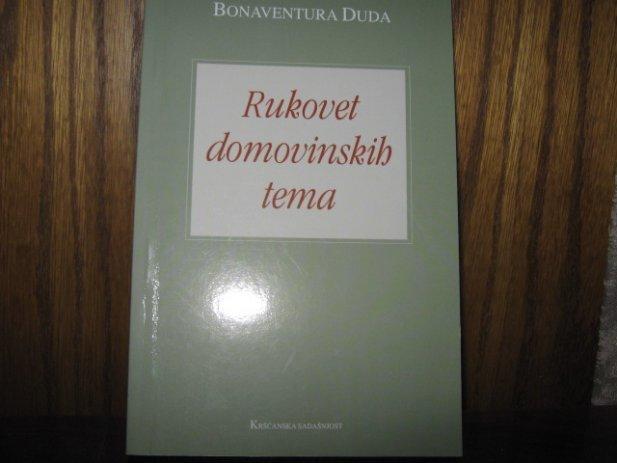 BONAVENTURA DUDA
Rukovet
domovinskih
tema
KRŠĆANSKA SADAŠNJOST